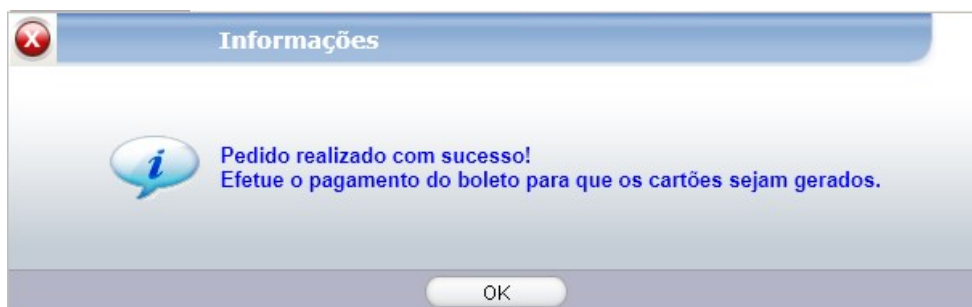 Informações
Pedido realizado com sucesso!
Efetue o pagamento do boleto para que os cartões sejam gerados.
OK